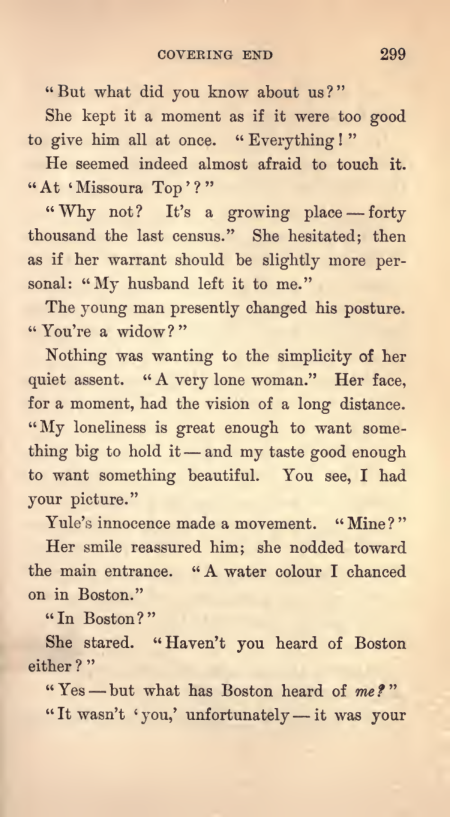 COVERING END 299
"But what did you know about us?"
She kept it a moment as if it were too good
to give him all at once. "Everything!"
He seemed indeed almost afraid to touch it.
"At 'Missoura Top'?"
"Why not? It's a growing place — forty
thousand the last census." She hesitated; then
as if her warrant should be slightly more per-
sonal: "My husband left it to me."
The young man presently changed his posture.
"You're a widow?"
Nothing was wanting to the simplicity of her
quiet assent. "A very lone woman." Her face,
for a moment, had the vision of a long distance.
"My loneliness is great enough to want some-
thing big to hold it — and my taste good enough
to want something beautiful. You see, I had
your picture."
Yule's innocence made a movement. "Mine?"
Her smile reassured him; she nodded toward
the main entrance. "A water colour I chanced
on in Boston."
"In Boston?"
She stared. "Haven't you heard of Boston
either?"
"Yes — but what has Boston heard of me?"
"It wasn't 'you,' unfortunately — it was your